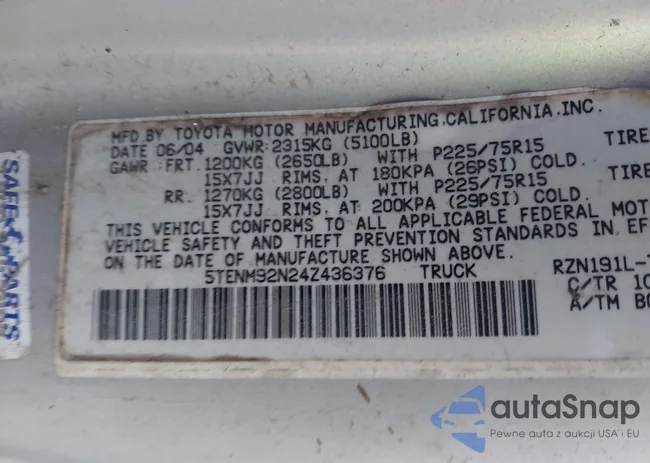 MFD.BY TOYOTA MOTOR MANUFACTURING.CALIFORNIA.INC.
DATE 06/04 GVWR:2315KG (5100LB)
GAWR: FRT. 1200KG (2650LB) WITH P225/75R15 TIRE
15X7JJ RIMS. AT 180KPA (26PSI) COLD.
RR. 1270KG (2800LB) WITH P225/75R15 TIRE
15X7JJ RIMS. AT 200KPA (29PSI) COLD.
THIS VEHICLE CONFORMS TO ALL APPLICABLE FEDERAL MOT
VEHICLE SAFETY AND THEFT PREVENTION STANDARDS IN EF
ON THE DATE OF MANUFACTURE SHOWN ABOVE.
5TENM92N24Z436376 TRUCK RZN191L-
C/TR 10
A/TM BO
PARTS
autaSnap
Pewne auta z aukcji USA i EU